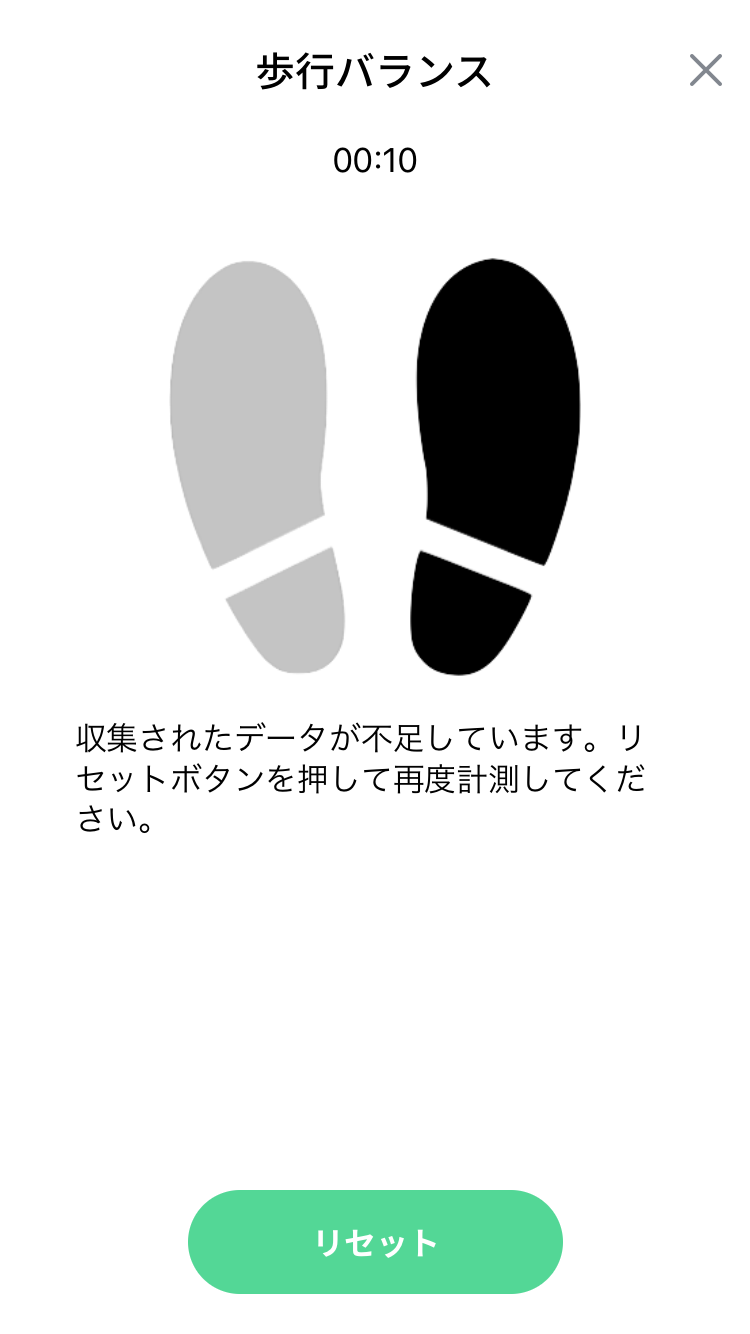 歩行バランス
00:10
収集されたデータが不足しています。リ
セットボタンを押して再度計測してくだ
さい。
リセット